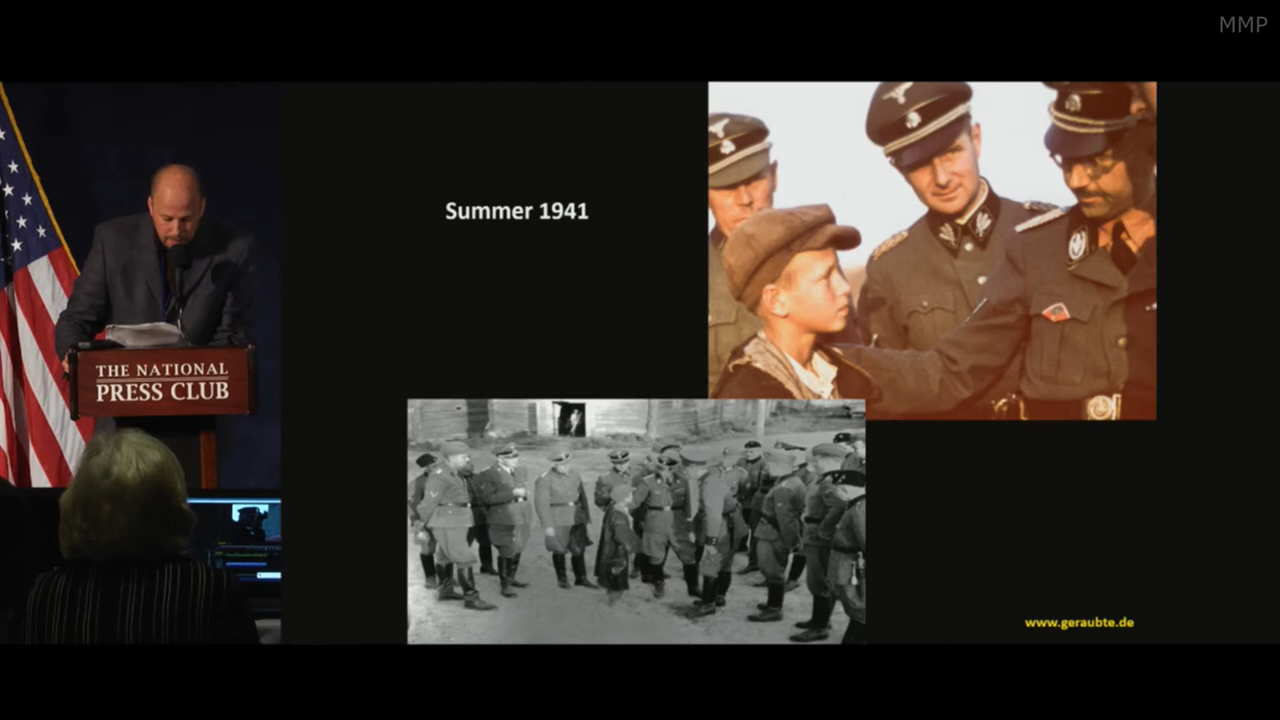 MMP
Summer 1941
THE NATIONAL
PRESS CLUB
www.geraubte.de